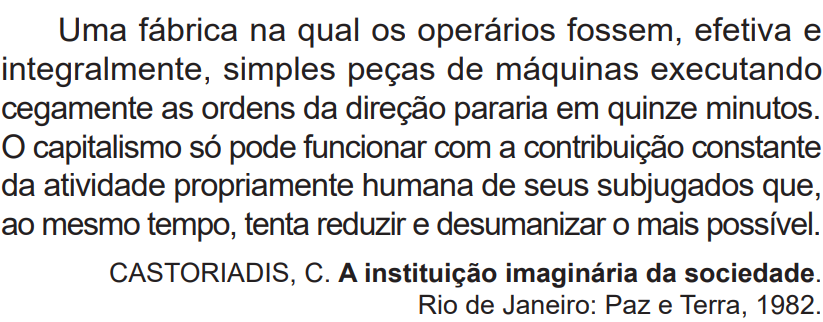 Uma fábrica na qual os operários fossem, efetiva e
integralmente, simples peças de máquinas executando
cegamente as ordens da direção pararia em quinze minutos.
O capitalismo só pode funcionar com a contribuição constante
da atividade propriamente humana de seus subjugados que,
ao mesmo tempo, tenta reduzir e desumanizar o mais possível.
CASTORIADIS, C. A instituição imaginária da sociedade.
Rio de Janeiro: Paz e Terra, 1982.